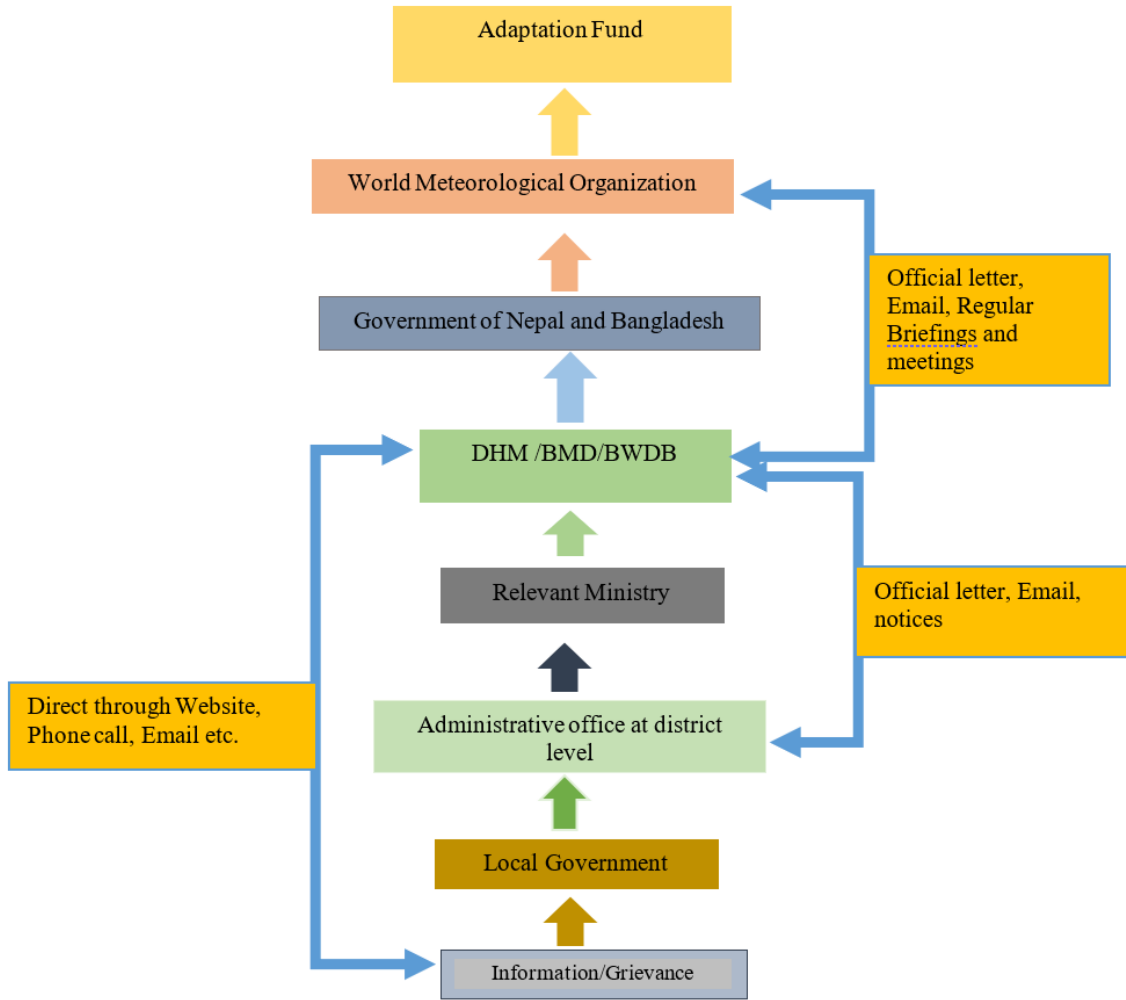 Adaptation Fund
World Meteorological Organization
Official letter,
Email, Regular
Briefings and
meetings
Government of Nepal and Bangladesh
DHM /BMD/BWDB
Relevant Ministry
Official letter, Email,
notices
Direct through Website,
Phone call, Email etc.
Administrative office at district
level
Local Government
Information/Grievance